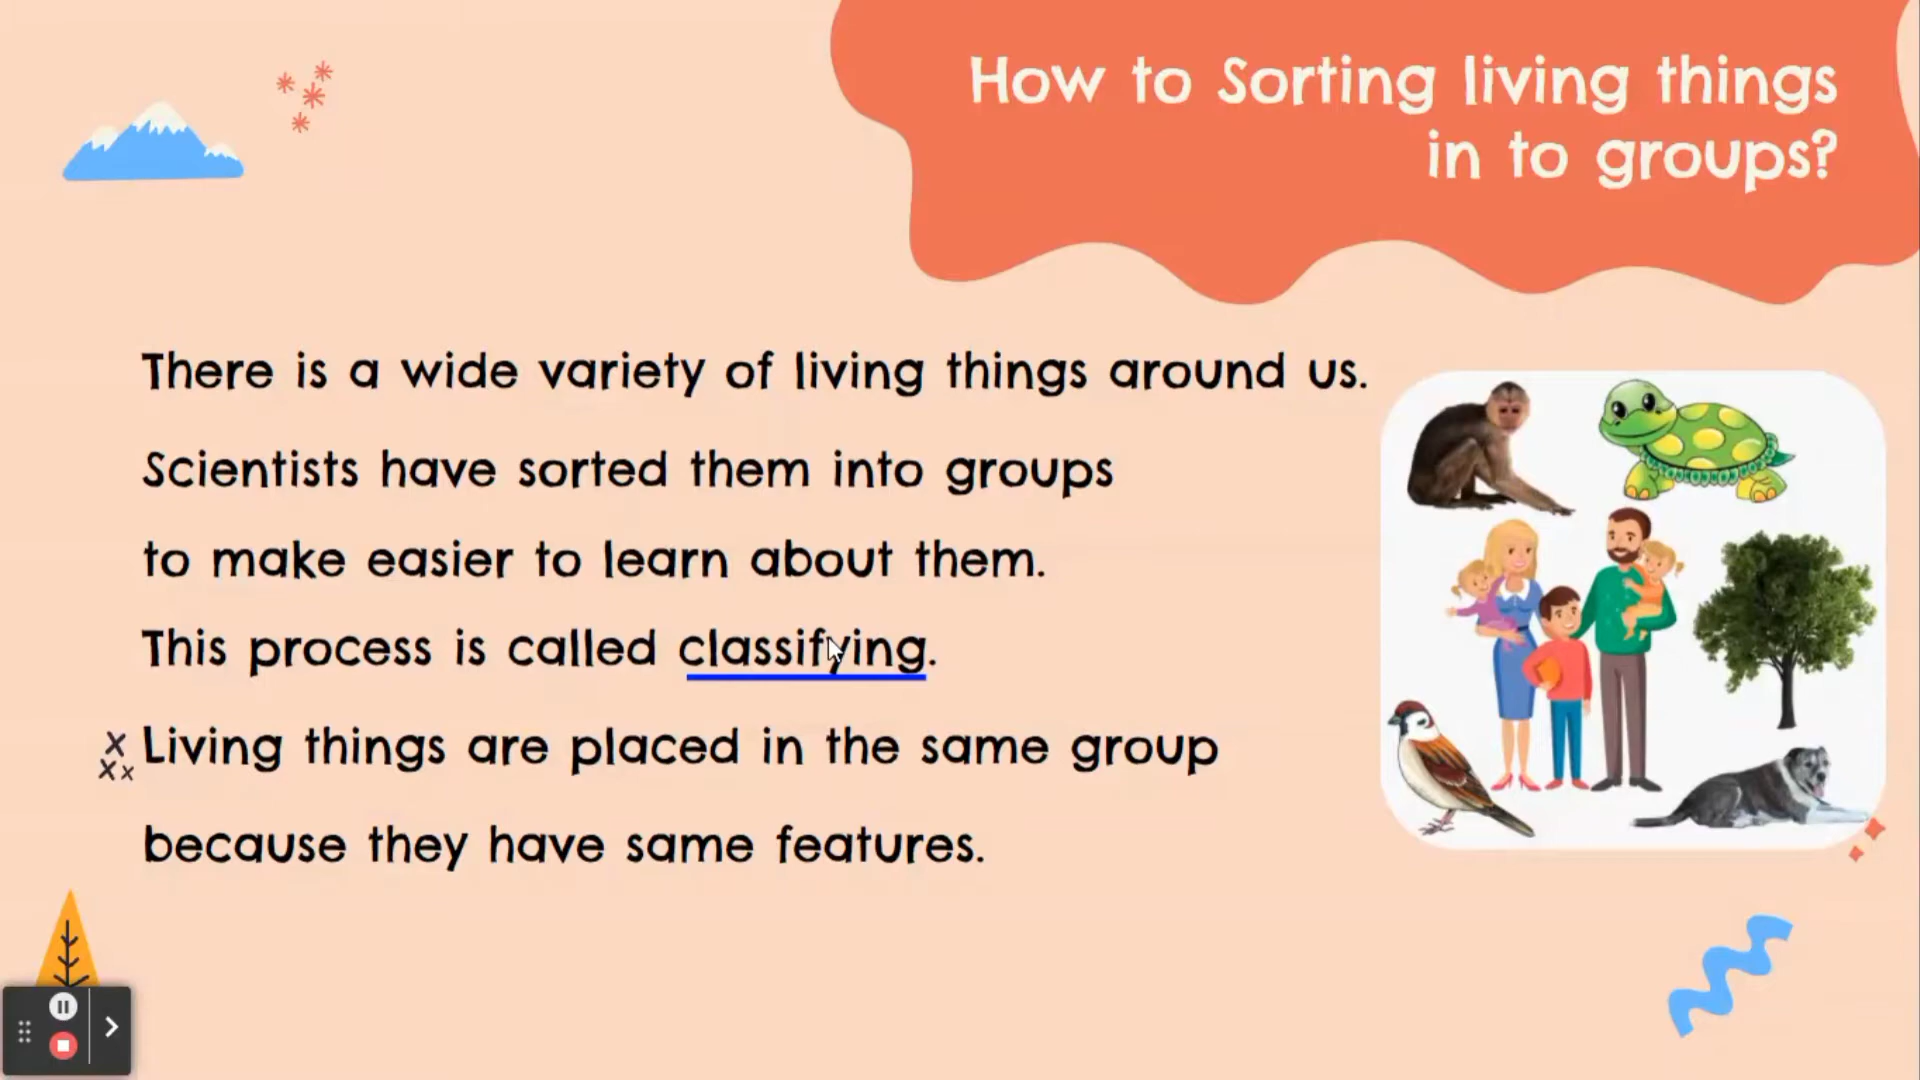 How to Sorting living things
in to groups?
There is a wide variety of living things around us.
Scientists have sorted them into groups
to make easier to learn about them.
This process is called classifying.
Living things are placed in the same group
because they have same features.